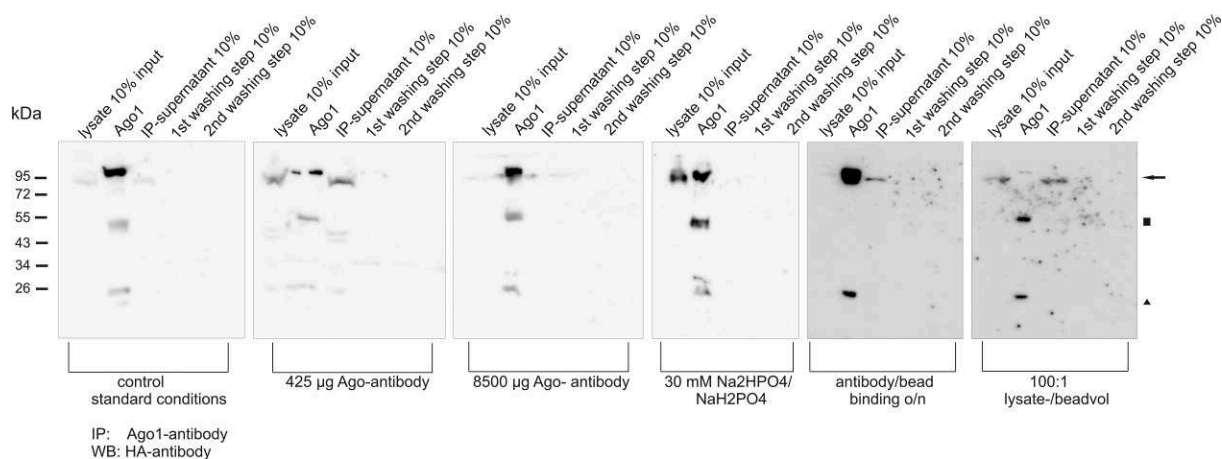 lysate 10% input
Ago1
IP-supernatant 10%
1st washing step 10%
2nd washing step 10%
lysate 10% input
Ago1
IP-supernatant 10%
1st washing step 10%
2nd washing step 10%
lysate 10% input
Ago1
IP-supernatant 10%
1st washing step 10%
2nd washing step 10%
lysate 10% input
Ago1
IP-supernatant 10%
1st washing step 10%
2nd washing step 10%
lysate 10% input
Ago1
IP-supernatant 10%
1st washing step 10%
2nd washing step 10%
lysate 10% input
Ago1
IP-supernatant 10%
1st washing step 10%
2nd washing step 10%
kDa
95
72
55
43
34
26
control
standard conditions
425 µg Ago-antibody
8500 µg Ago- antibody
30 mM Na2HPO4/
NaH2PO4
antibody/bead
binding o/n
100:1
lysate-/beadvol
IP: Ago1-antibody
WB: HA-antibody